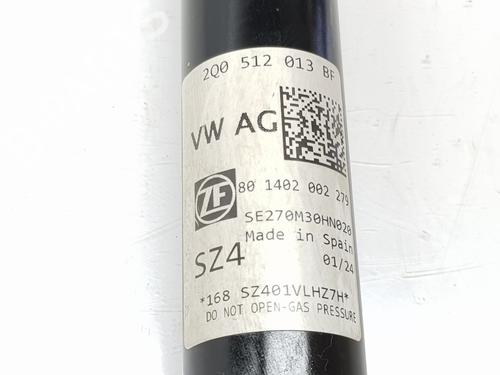 2Q0 512 013 BF
VW AG
ZF
80 1402 002 279
SE270M30HN020
Made in Spain
SZ4
01/24
*168 SZ401VLHZ7H*
DO NOT OPEN-GAS PRESSURE